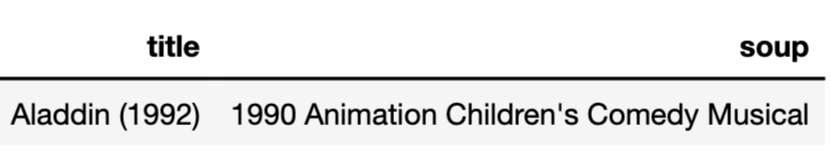 title soup
Aladdin (1992) 1990 Animation Children's Comedy Musical